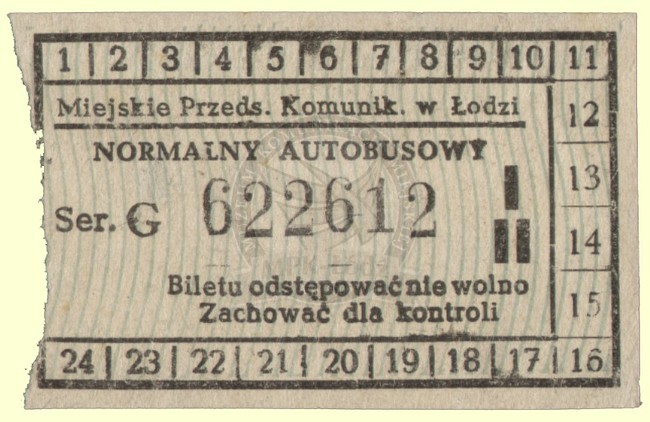 1 2 3 4 5 6 7 8 9 10 11
Miejskie Przeds. Komunik. w Łodzi
12
NORMALNY AUTOBUSOWY
13
Ser. G 622612
I
II
14
Biletu odstępować nie wolno
15
Zachować dla kontroli
24 23 22 21 20 19 18 17 16